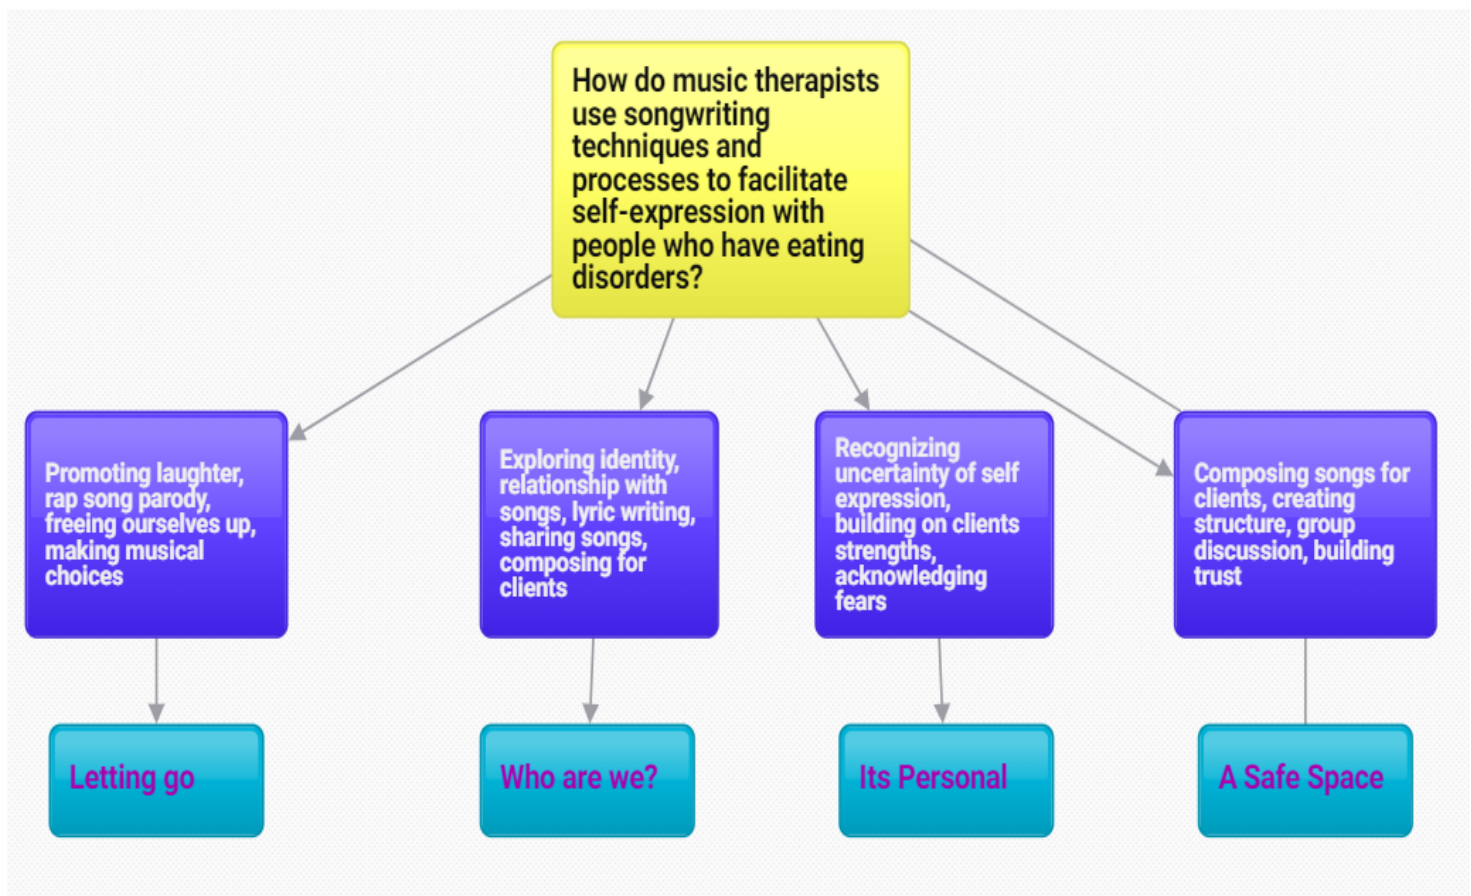 How do music therapists
use songwriting
techniques and
processes to facilitate
self-expression with
people who have eating
disorders?
Promoting laughter,
rap song parody,
freeing ourselves up,
making musical
choices
Exploring identity,
relationship with
songs, lyric writing,
sharing songs,
composing for
clients
Recognizing
uncertainty of self
expression,
building on clients
strengths,
acknowledging
fears
Composing songs for
clients, creating
structure, group
discussion, building
trust
Letting go
Who are we?
Its Personal
A Safe Space